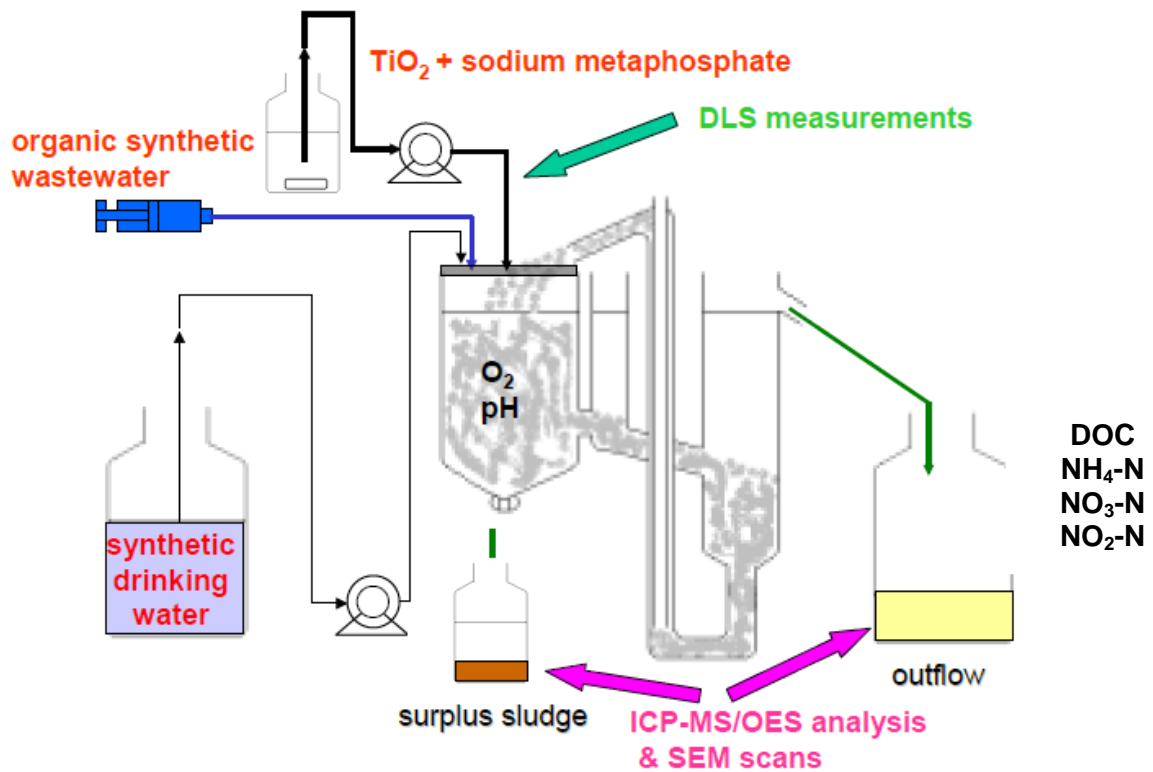 TiO₂ + sodium metaphosphate
DLS measurements
organic synthetic
wastewater
O₂
pH
synthetic
drinking
water
DOC
NH₄-N
NO₃-N
NO₂-N
surplus sludge
outflow
ICP-MS/OES analysis
& SEM scans